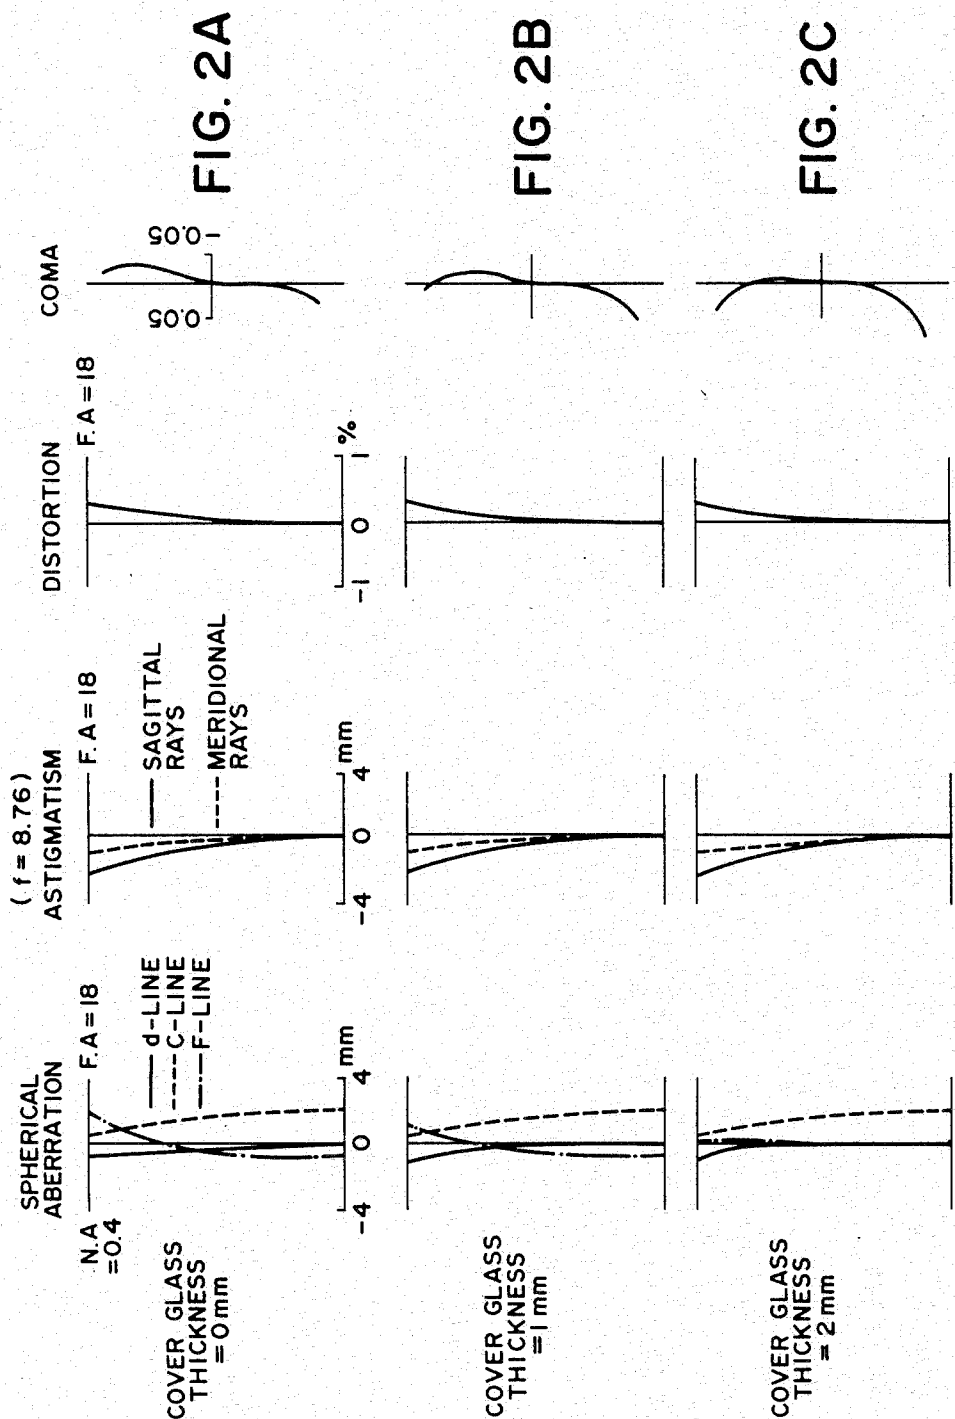 ( f = 8.76 )
SPHERICAL
ABERRATION
ASTIGMATISM
DISTORTION
COMA
N.A
=0.4
F.A=18
F.A=18
F.A=18
COVER GLASS
THICKNESS
=0mm
d-LINE
C-LINE
F-LINE
-4 0 4 mm
SAGITTAL
RAYS
MERIDIONAL
RAYS
-4 0 4 mm
-1 0 1 %
0.05 -0.05
FIG. 2A
COVER GLASS
THICKNESS
=1mm
FIG. 2B
COVER GLASS
THICKNESS
=2mm
FIG. 2C